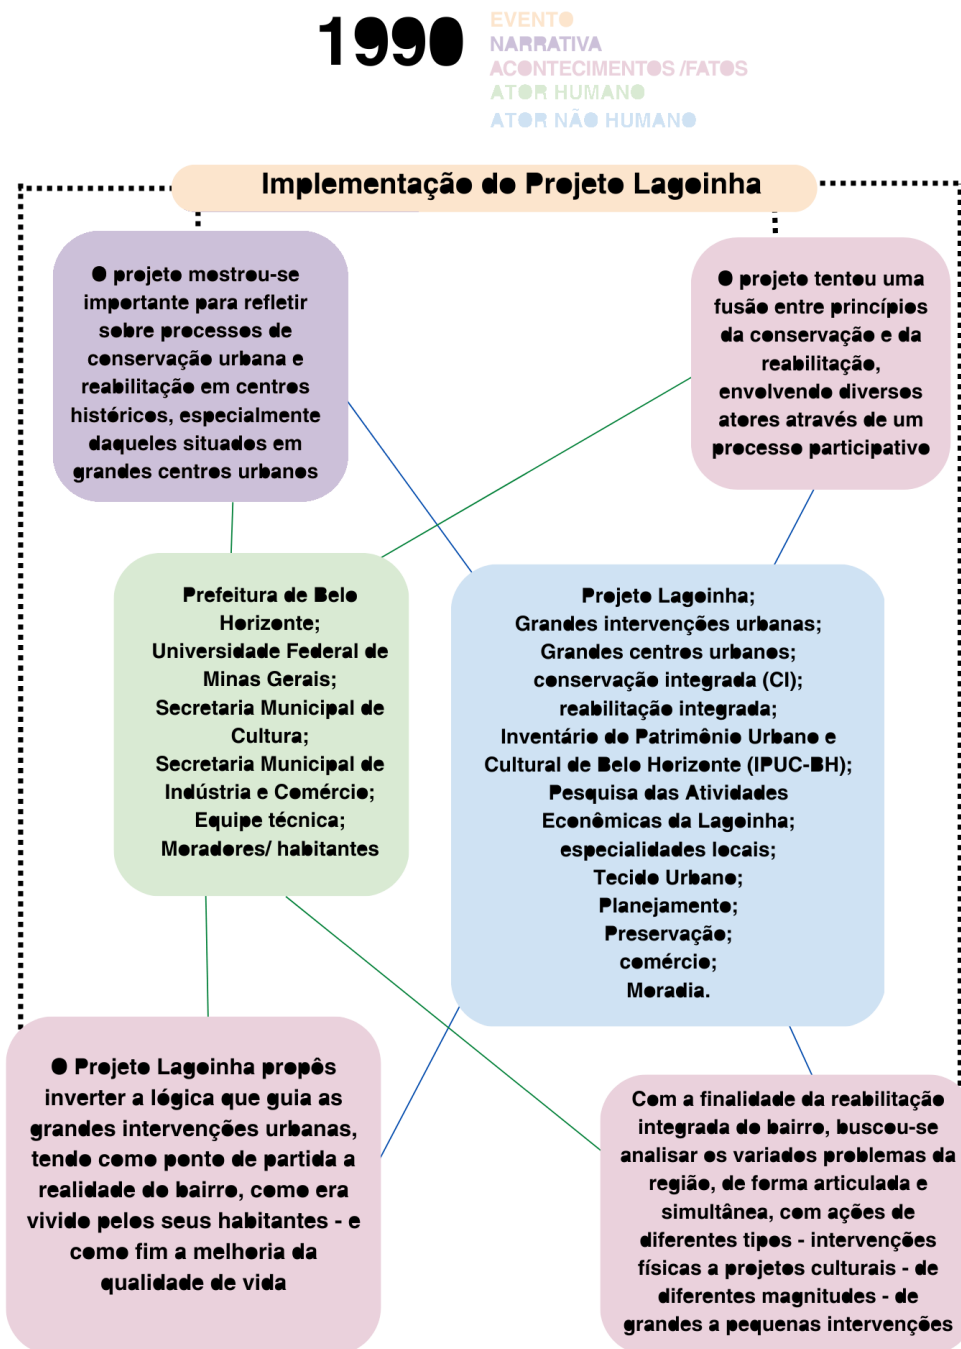 1990
EVENTO
NARRATIVA
ACONTECIMENTOS /FATOS
ATOR HUMANO
ATOR NÃO HUMANO
Implementação do Projeto Lagoinha
O projeto mostrou-se
importante para refletir
sobre processos de
conservação urbana e
reabilitação em centros
históricos, especialmente
daqueles situados em
grandes centros urbanos
O projeto tentou uma
fusão entre princípios
da conservação e da
reabilitação,
envolvendo diversos
atores através de um
processo participativo
Prefeitura de Belo
Horizonte;
Universidade Federal de
Minas Gerais;
Secretaria Municipal de
Cultura;
Secretaria Municipal de
Indústria e Comércio;
Equipe técnica;
Moradores/ habitantes
Projeto Lagoinha;
Grandes intervenções urbanas;
Grandes centros urbanos;
conservação integrada (CI);
reabilitação integrada;
Inventário do Patrimônio Urbano e
Cultural de Belo Horizonte (IPUC-BH);
Pesquisa das Atividades
Econômicas da Lagoinha;
especialidades locais;
Tecido Urbano;
Planejamento;
Preservação;
comércio;
Moradia.
O Projeto Lagoinha propôs
inverter a lógica que guia as
grandes intervenções urbanas,
tendo como ponto de partida a
realidade do bairro, como era
vivido pelos seus habitantes - e
como fim a melhoria da
qualidade de vida
Com a finalidade da reabilitação
integrada do bairro, buscou-se
analisar os variados problemas da
região, de forma articulada e
simultânea, com ações de
diferentes tipos - intervenções
físicas a projetos culturais - de
diferentes magnitudes - de
grandes a pequenas intervenções